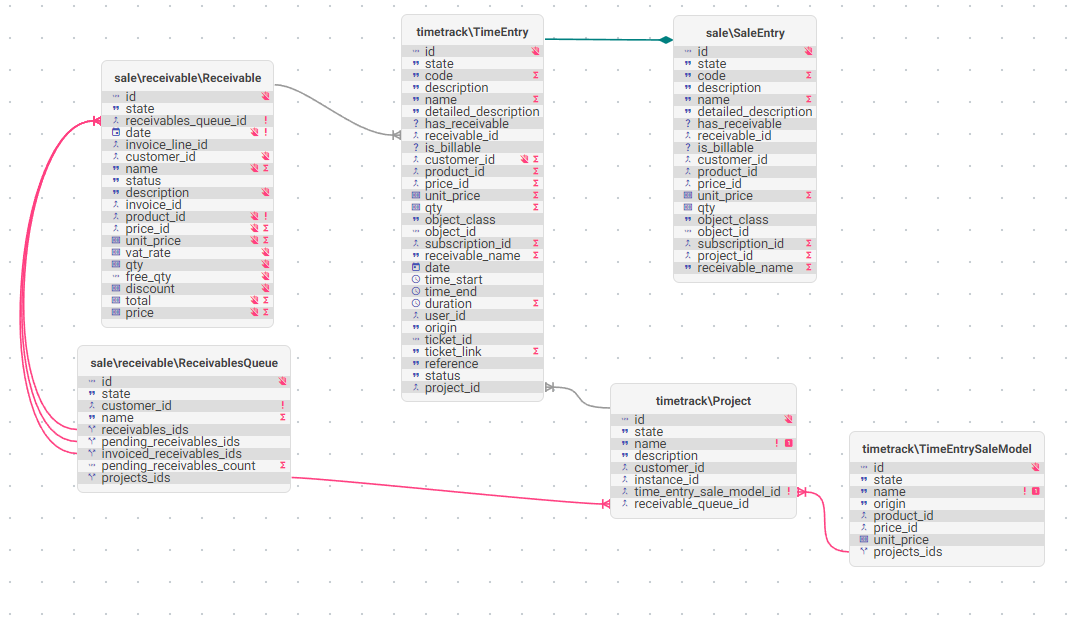 sale\receivable\Receivable
id
state
receivables_queue_id !
date !
invoice_line_id
customer_id
name Σ
status
description
invoice_id
product_id !
price_id Σ
unit_price Σ
vat_rate
qty
free_qty
discount
total Σ
price Σ
sale\receivable\ReceivablesQueue
id
state
customer_id !
name Σ
receivables_ids
pending_receivables_ids
invoiced_receivables_ids
pending_receivables_count Σ
projects_ids
timetrack\TimeEntry
id
state
code Σ
description
name Σ
detailed_description
? has_receivable
receivable_id
? is_billable
customer_id Σ
product_id Σ
price_id Σ
unit_price Σ
qty Σ
object_class
object_id
subscription_id Σ
receivable_name Σ
date
time_start
time_end
duration Σ
user_id
origin
ticket_id
ticket_link Σ
reference
status
project_id
sale\SaleEntry
id
state
code Σ
description
name Σ
detailed_description
? has_receivable
receivable_id
? is_billable
customer_id
product_id
price_id
unit_price Σ
qty
object_class
object_id
subscription_id Σ
project_id Σ
receivable_name Σ
timetrack\Project
id
state
name !
description
customer_id
instance_id
time_entry_sale_model_id !
receivable_queue_id
timetrack\TimeEntrySaleModel
id
state
name !
origin
product_id
price_id
unit_price
projects_ids